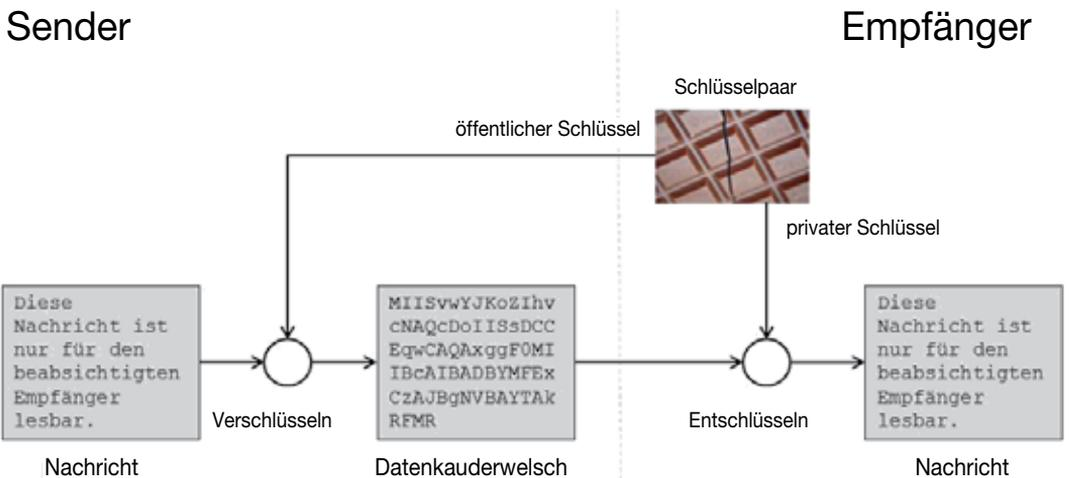 Sender
Empfänger
Schlüsselpaar
öffentlicher Schlüssel
privater Schlüssel
Diese
Nachricht ist
nur für den
beabsichtigten
Empfänger
lesbar.
Nachricht
Verschlüsseln
MIISvwYJKoZIhv
cNAQcDoIISsDCC
EqwCAQAxggF0MI
IBcAIBADBYMFEx
CzAJBgNVBAYTAk
RFMR
Datenkauderwelsch
Entschlüsseln
Diese
Nachricht ist
nur für den
beabsichtigten
Empfänger
lesbar.
Nachricht